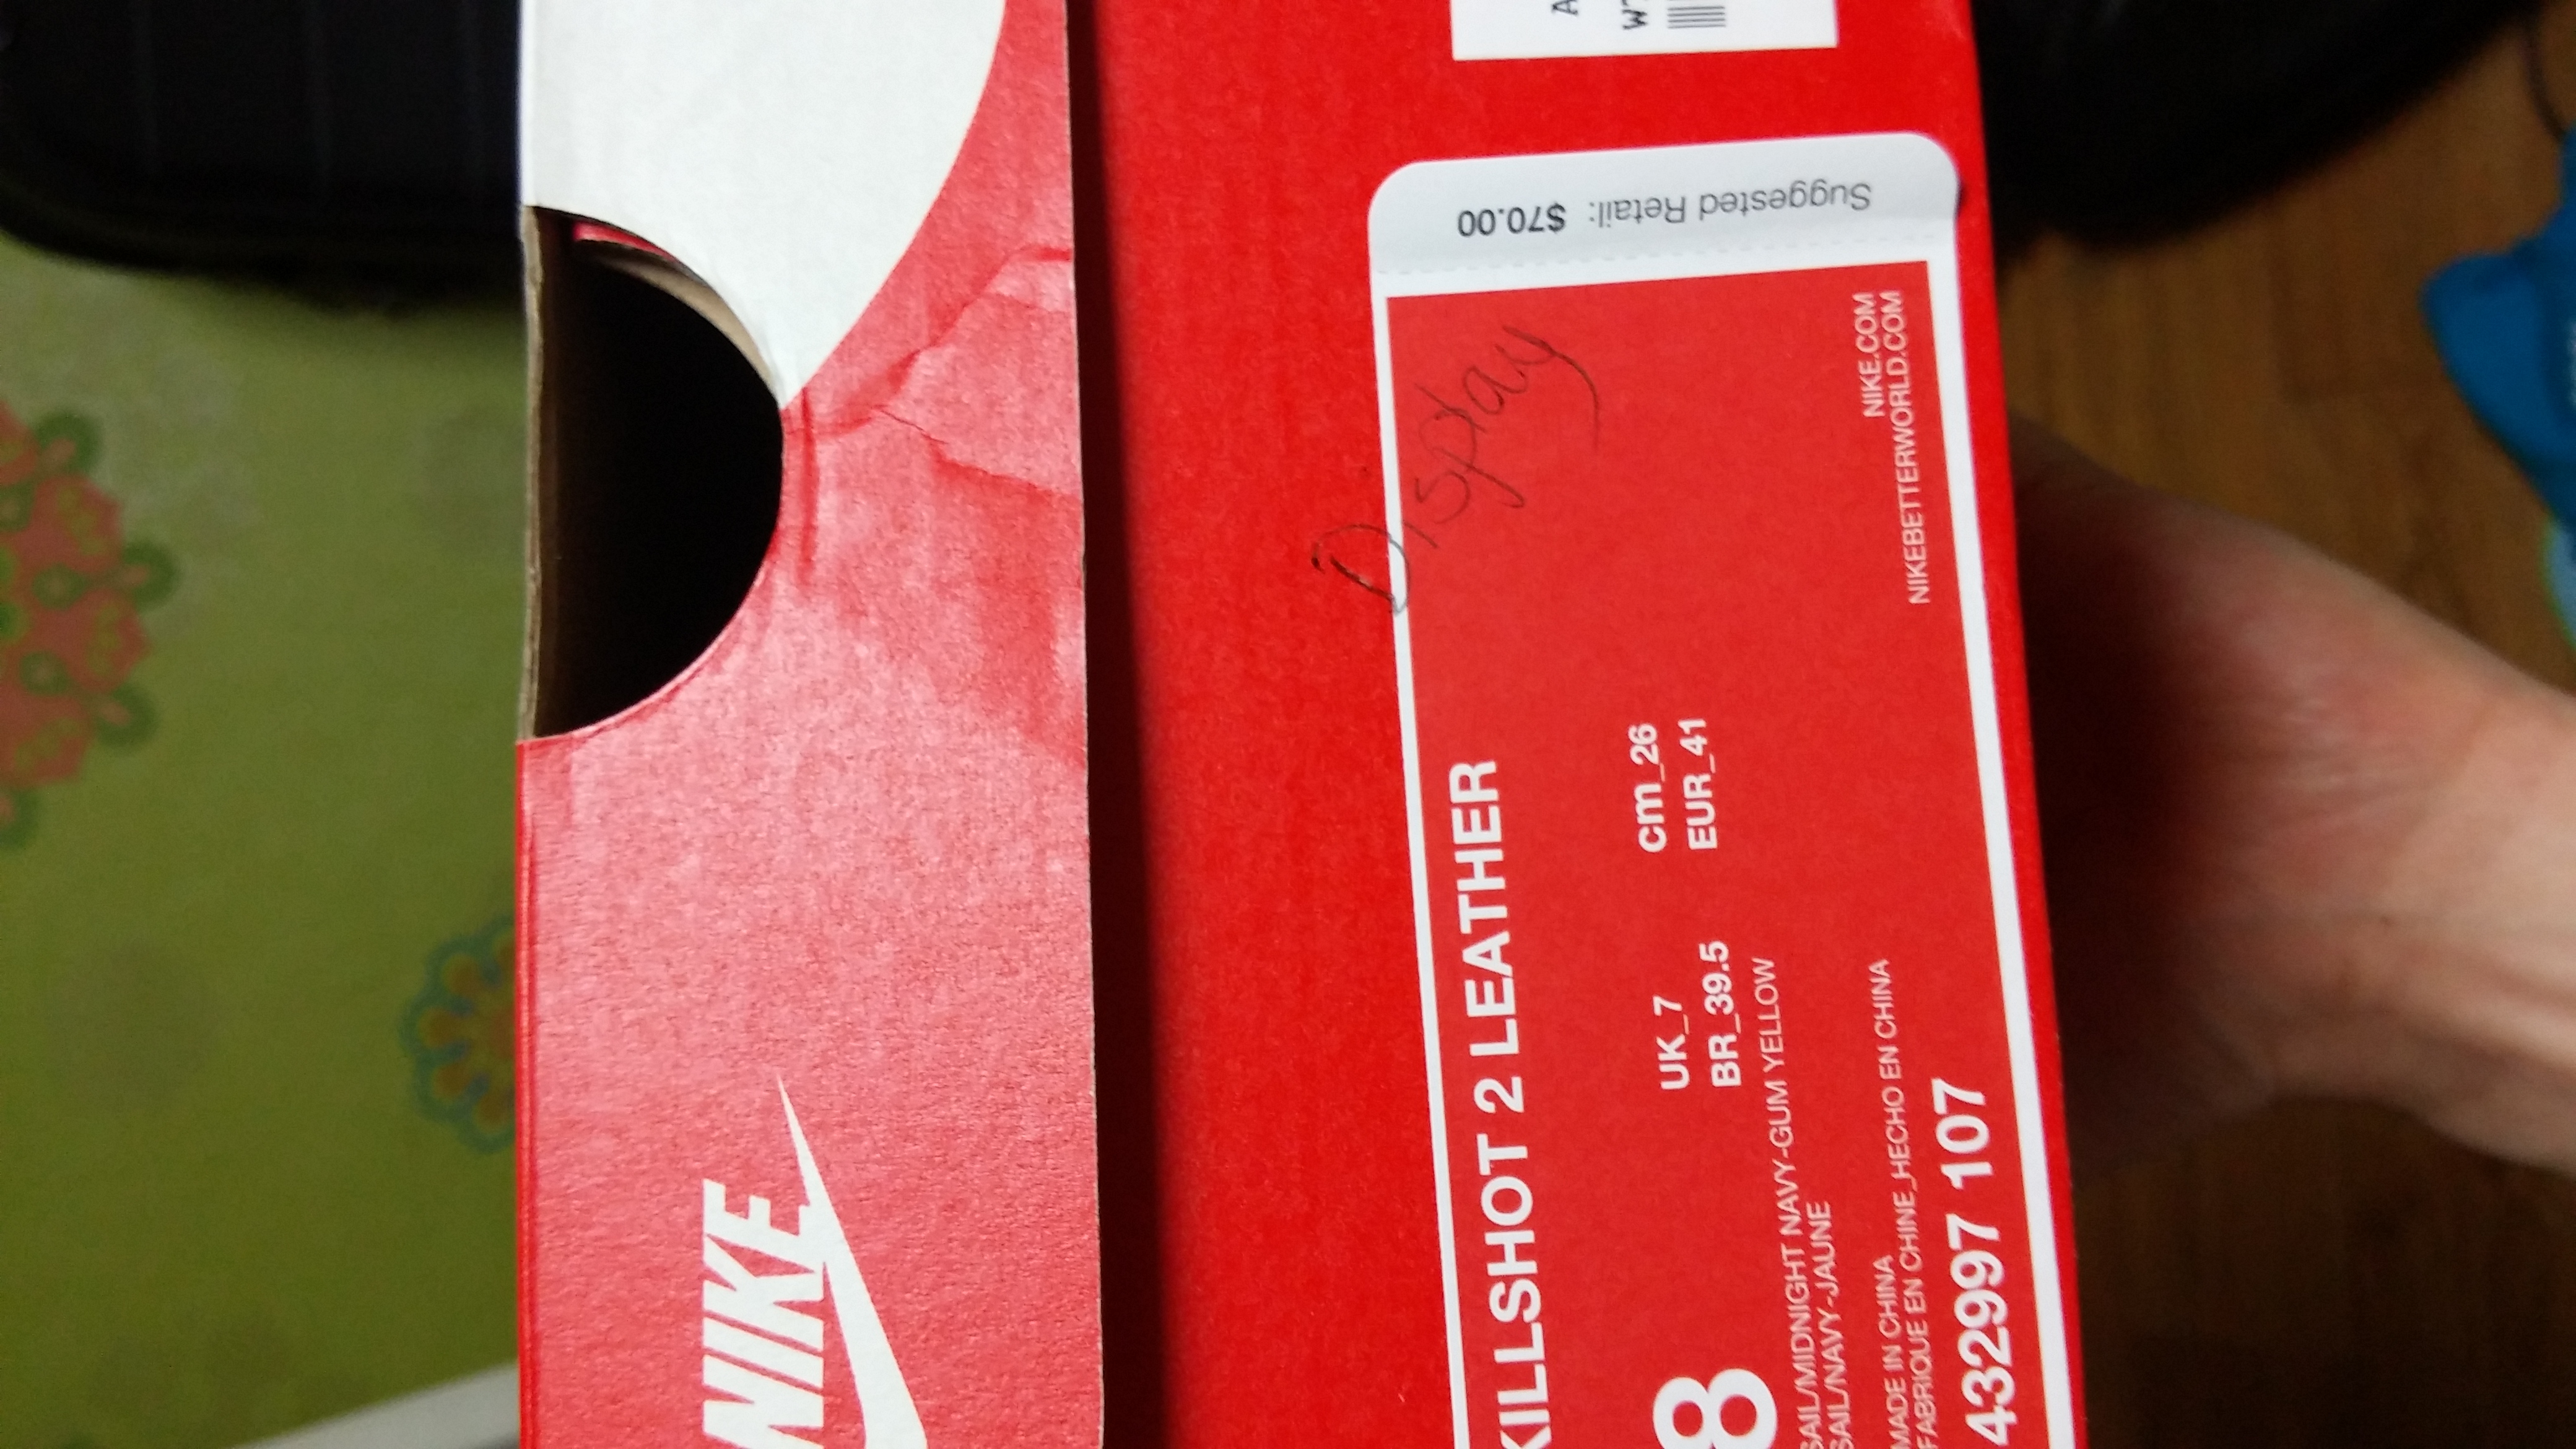 NIKE
Suggested Retail: $70.00
Display
KILLSHOT 2 LEATHER
8
UK_7
cm_26
BR_39.5
EUR_41
SAIL/MIDNIGHT NAVY-GUM YELLOW
SAIL/NAVY-JAUNE
NIKE.COM
NIKEBETTERWORLD.COM
MADE IN CHINA
FABRIQUE EN CHINE_HECHO EN CHINA
432997 107